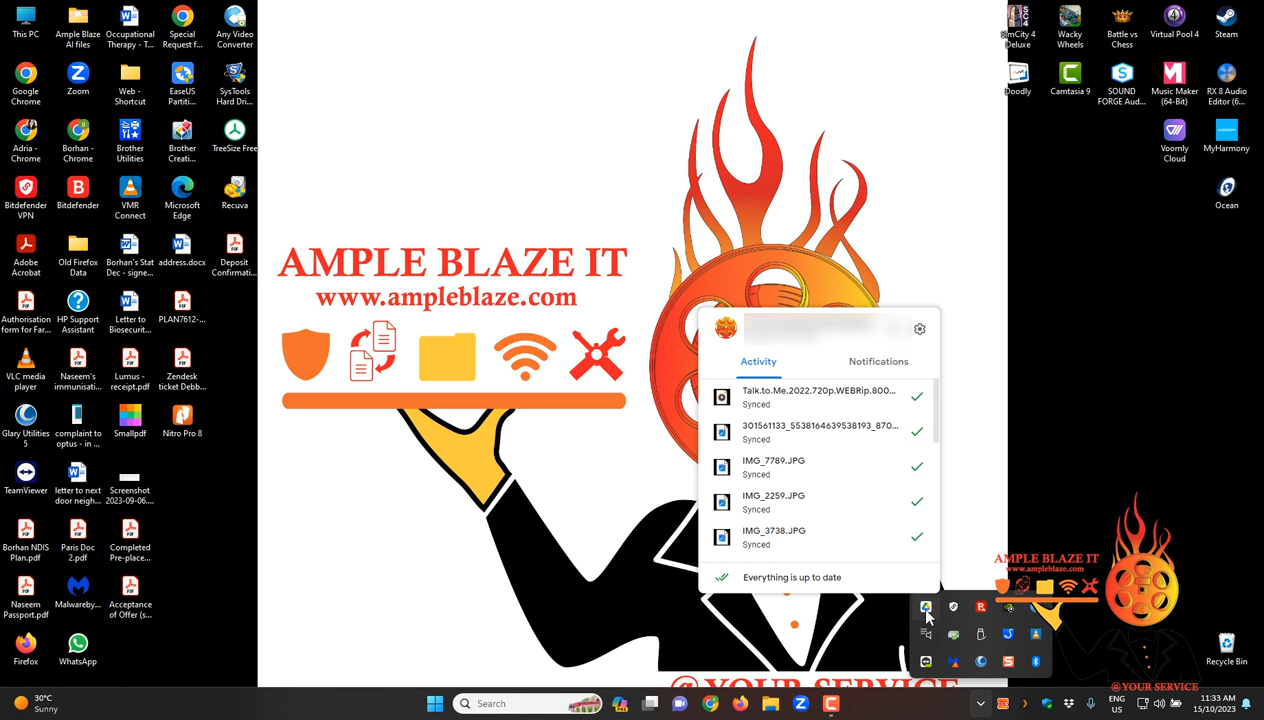 This PC
Ample Blaze
AI files
Occupational
Therapy - T...
Special
Request f...
Any Video
Converter
Google
Chrome
Zoom
Web -
Shortcut
EaseUS
Partiti...
SysTools
Hard Dri...
Adria -
Chrome
Borhan -
Chrome
Brother
Utilities
Brother
Creati...
TreeSize Free
Bitdefender
VPN
Bitdefender
VMR
Connect
Microsoft
Edge
Recuva
Adobe
Acrobat
Old Firefox
Data
Borhan's Stat
Dec - signe...
address.docx
Deposit
Confirmati...
Authorisation
form for Far...
HP Support
Assistant
Letter to
Biosecurit...
PLAN7612-...
VLC media
player
Naseem's
immunisati...
Lumus -
receipt.pdf
Zendesk
ticket Debb...
Glary Utilities
5
complaint to
optus - in ...
Smallpdf
Nitro Pro 8
TeamViewer
letter to next
door neigh...
Screenshot
2023-09-06...
Borhan NDIS
Plan.pdf
Paris Doc
2.pdf
Completed
Pre-place...
Naseem
Passport.pdf
Malwareby...
Acceptance
of Offer (s...
Firefox
WhatsApp
AMPLE BLAZE IT
www.ampleblaze.com
SimCity 4
Deluxe
Wacky
Wheels
Battle vs
Chess
Virtual Pool 4
Steam
Doodly
Camtasia 9
SOUND
FORGE Aud...
Music Maker
(64-Bit)
RX 8 Audio
Editor (6...
Voomly
Cloud
MyHarmony
Ocean
Activity
Notifications
Talk.to.Me.2022.720p.WEBRip.800...
Synced
301561133_5538164639538193_870...
Synced
IMG_7789.JPG
Synced
IMG_2259.JPG
Synced
IMG_3738.JPG
Synced
Everything is up to date
AMPLE BLAZE IT
www.ampleblaze.com
@YOUR SERVICE
Recycle Bin
@YOUR SERVICE
30°C
Sunny
Search
ENG
US
11:33 AM
15/10/2023